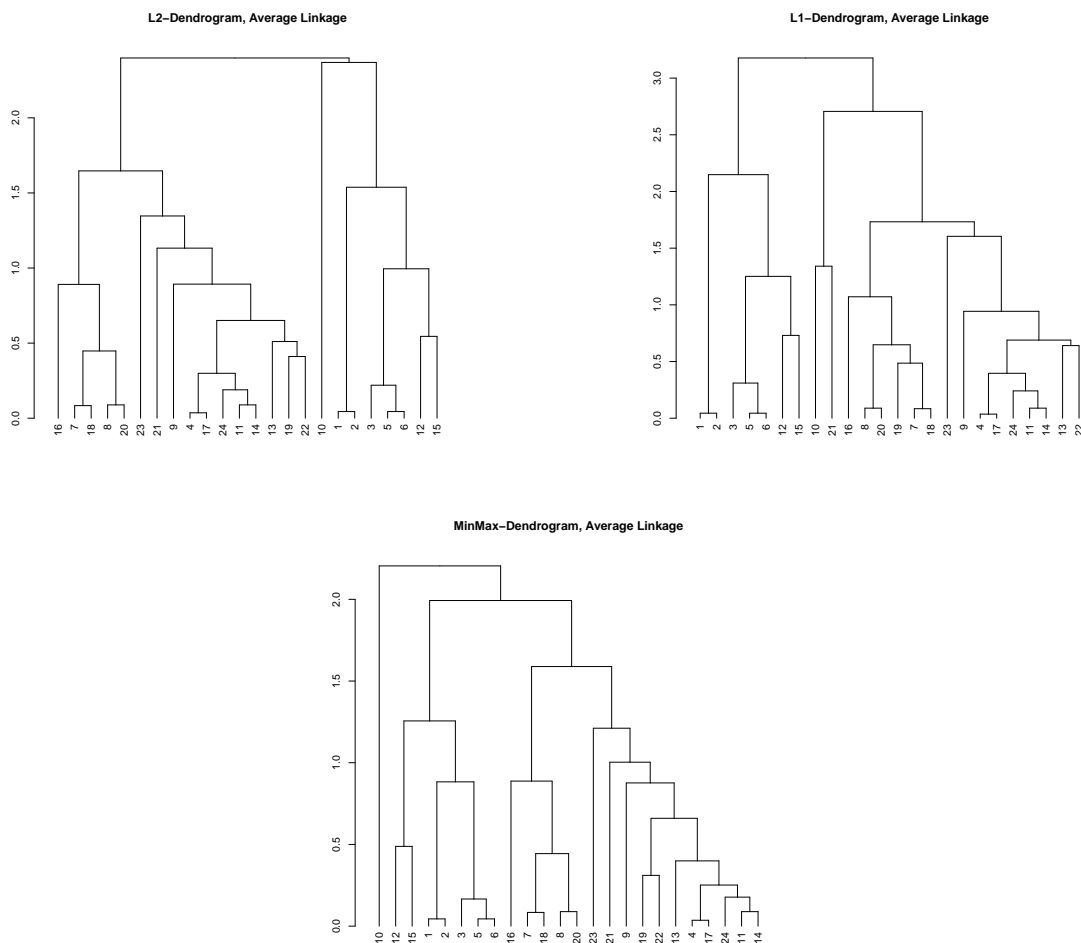 L2−Dendrogram, Average Linkage
0.0 0.5 1.0 1.5 2.0
16 7 18 8 20 23 21 9 4 17 24 11 14 13 19 22 10 1 2 3 5 6 12 15
L1−Dendrogram, Average Linkage
0.0 0.5 1.0 1.5 2.0 2.5 3.0
1 2 3 5 6 12 15 10 21 16 8 20 19 7 18 23 9 4 17 24 11 14 13 22
MinMax−Dendrogram, Average Linkage
0.0 0.5 1.0 1.5 2.0
10 12 15 1 2 3 5 6 16 7 18 8 20 23 21 9 19 22 13 4 17 24 11 14